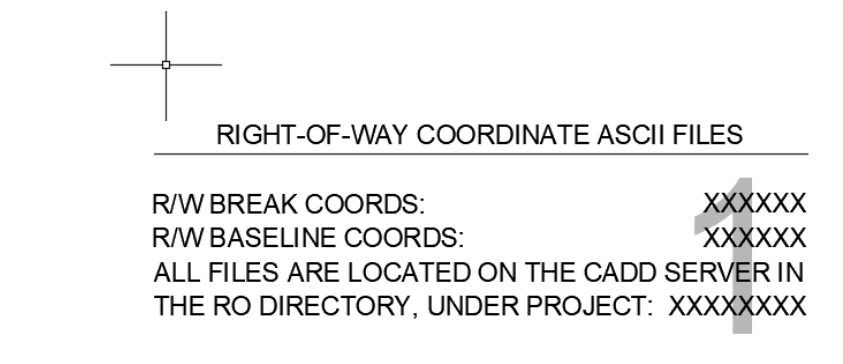 RIGHT-OF-WAY COORDINATE ASCII FILES
R/W BREAK COORDS: XXXXXX
R/W BASELINE COORDS: XXXXXX
ALL FILES ARE LOCATED ON THE CADD SERVER IN
THE RO DIRECTORY, UNDER PROJECT: XXXXXXXX
1